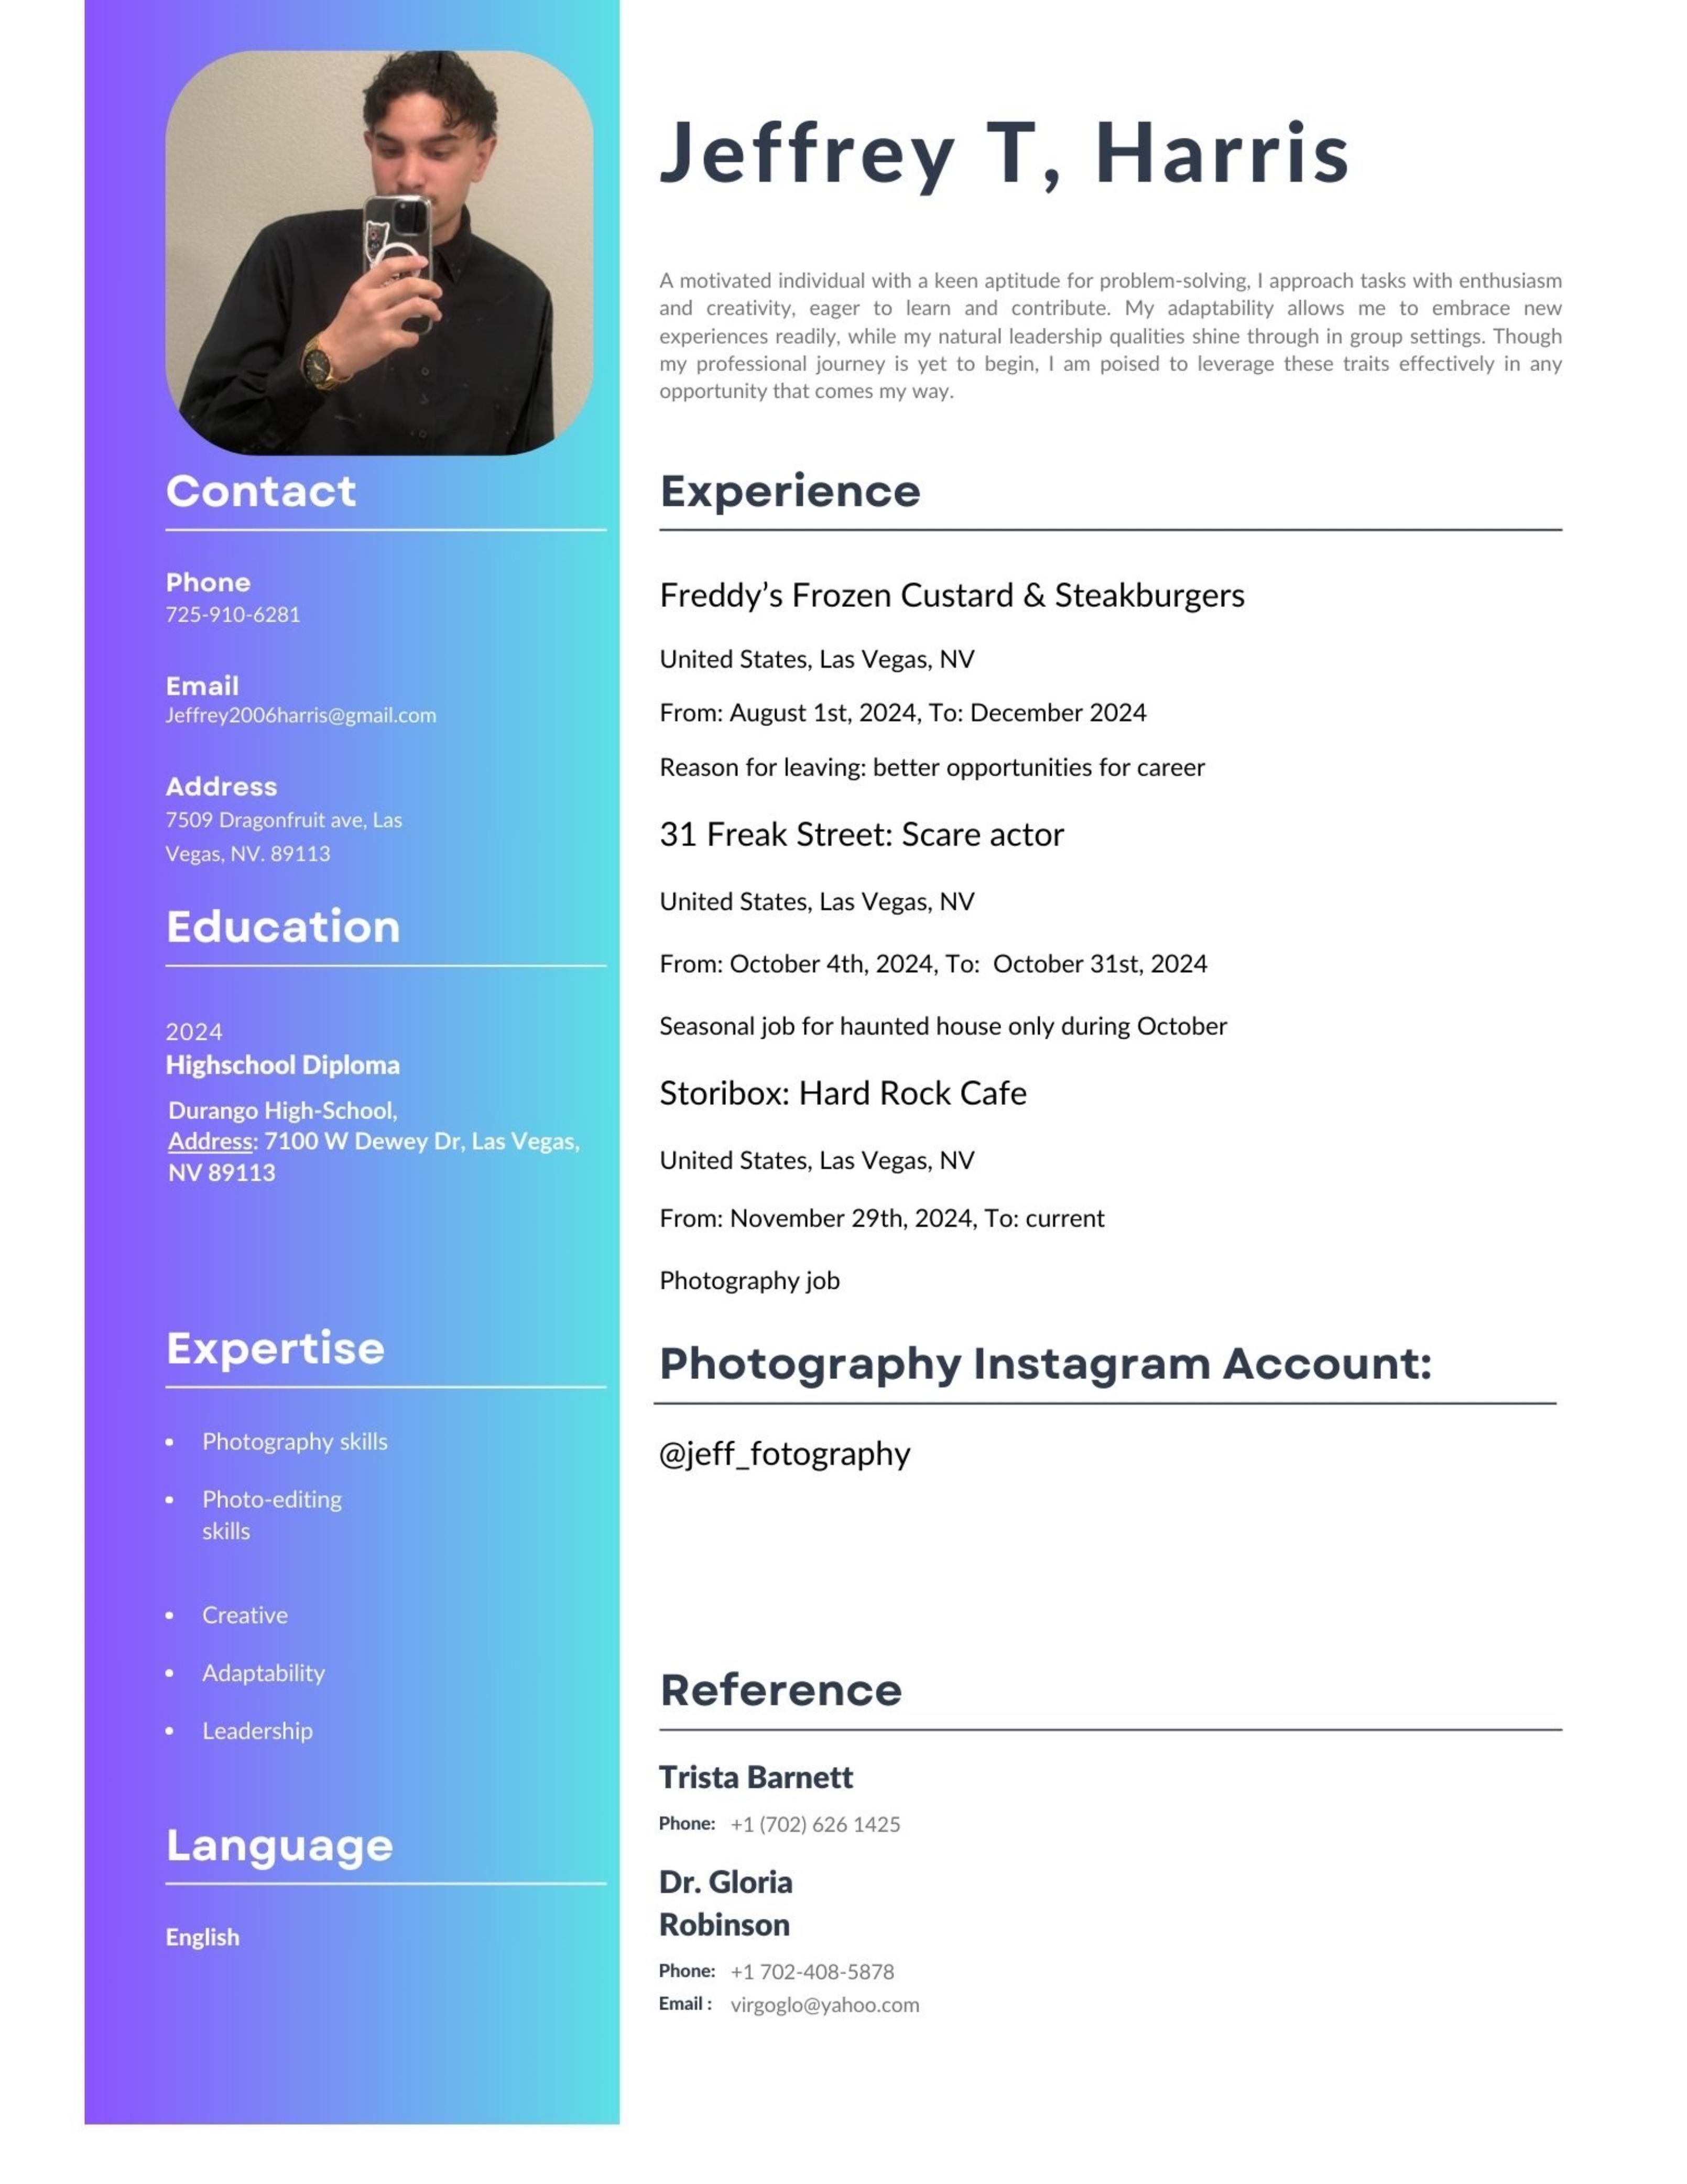 Jeffrey T, Harris
A motivated individual with a keen aptitude for problem-solving, I approach tasks with enthusiasm
and creativity, eager to learn and contribute. My adaptability allows me to embrace new
experiences readily, while my natural leadership qualities shine through in group settings. Though
my professional journey is yet to begin, I am poised to leverage these traits effectively in any
opportunity that comes my way.
Contact
Phone
725-910-6281
Email
Jeffrey2006harris@gmail.com
Address
7509 Dragonfruit ave, Las
Vegas, NV. 89113
Education
2024
Highschool Diploma
Durango High-School,
Address: 7100 W Dewey Dr, Las Vegas,
NV 89113
Expertise
• Photography skills
• Photo-editing
skills
• Creative
• Adaptability
• Leadership
Language
English
Experience
Freddy’s Frozen Custard & Steakburgers
United States, Las Vegas, NV
From: August 1st, 2024, To: December 2024
Reason for leaving: better opportunities for career
31 Freak Street: Scare actor
United States, Las Vegas, NV
From: October 4th, 2024, To:  October 31st, 2024
Seasonal job for haunted house only during October
Storibox: Hard Rock Cafe
United States, Las Vegas, NV
From: November 29th, 2024, To: current
Photography job
Photography Instagram Account:
@jeff_fotography
Reference
Trista Barnett
Phone: +1 (702) 626 1425
Dr. Gloria
Robinson
Phone: +1 702-408-5878
Email : virgoglo@yahoo.com